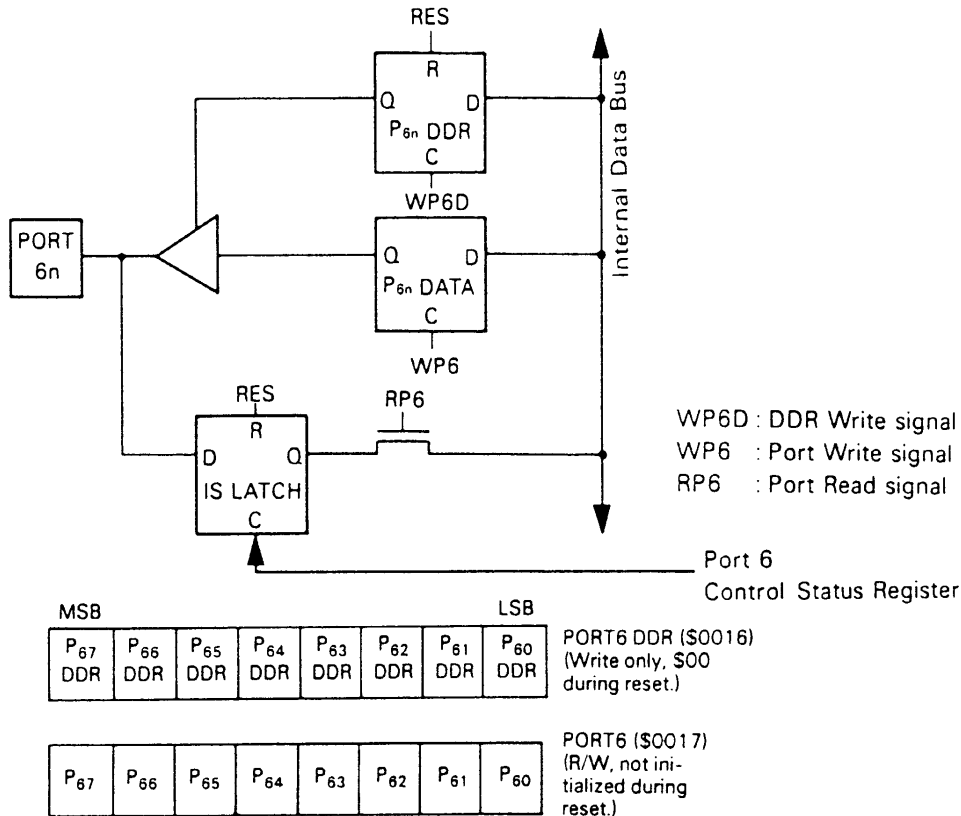 RES
R
Q D
P6n DDR
C
WP6D
Internal Data Bus
PORT
6n
Q D
P6n DATA
C
WP6
RES
R
D Q
IS LATCH
C
RP6
WP6D : DDR Write signal
WP6 : Port Write signal
RP6 : Port Read signal
Port 6
Control Status Register
MSB LSB
P67 P66 P65 P64 P63 P62 P61 P60
DDR DDR DDR DDR DDR DDR DDR DDR
PORT6 DDR ($0016)
(Write only, $00
during reset.)
P67 P66 P65 P64 P63 P62 P61 P60
PORT6 ($0017)
(R/W, not ini-
tialized during
reset.)